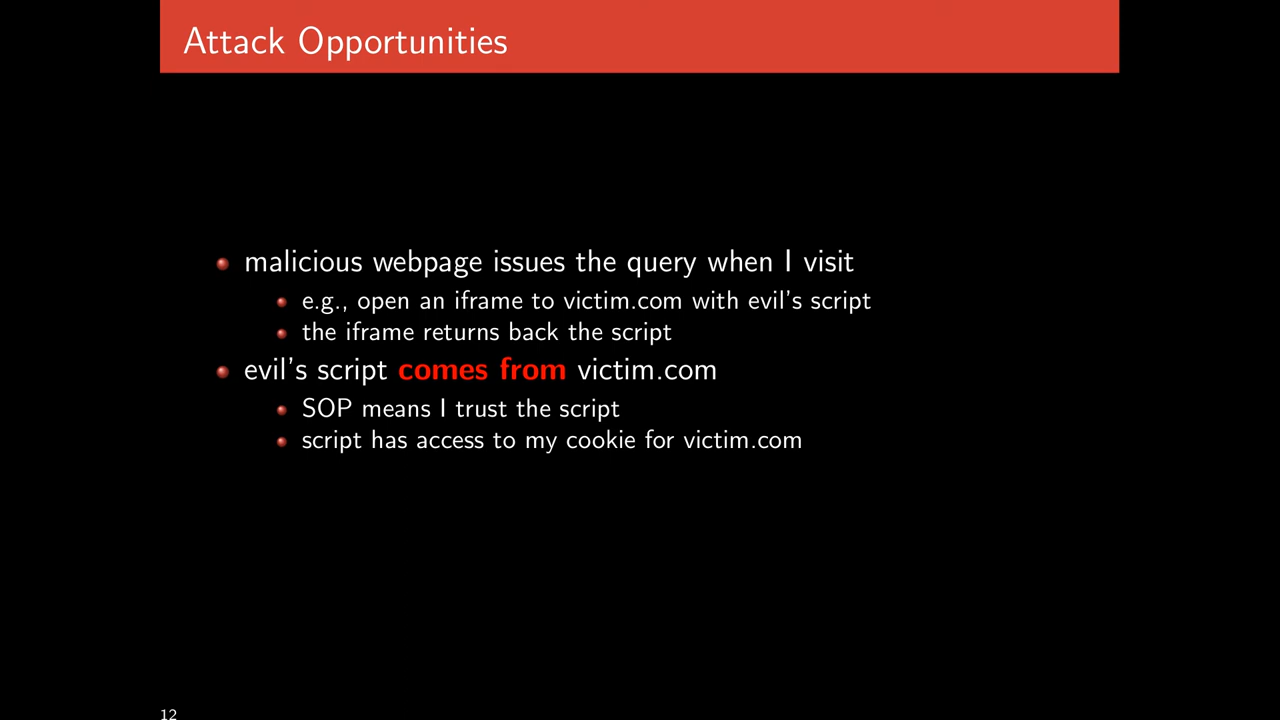 Attack Opportunities
malicious webpage issues the query when I visit
e.g., open an iframe to victim.com with evil's script
the iframe returns back the script
evil's script comes from victim.com
SOP means I trust the script
script has access to my cookie for victim.com
12